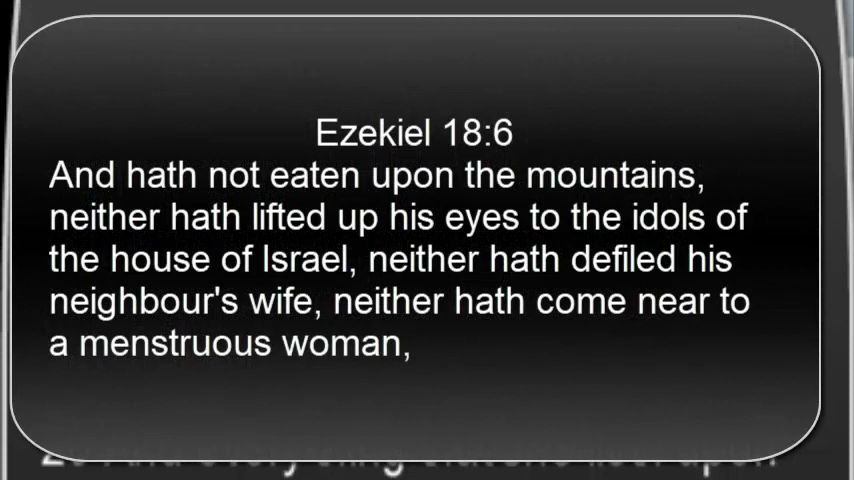 Ezekiel 18:6
And hath not eaten upon the mountains,
neither hath lifted up his eyes to the idols of
the house of Israel, neither hath defiled his
neighbour's wife, neither hath come near to
a menstruous woman,